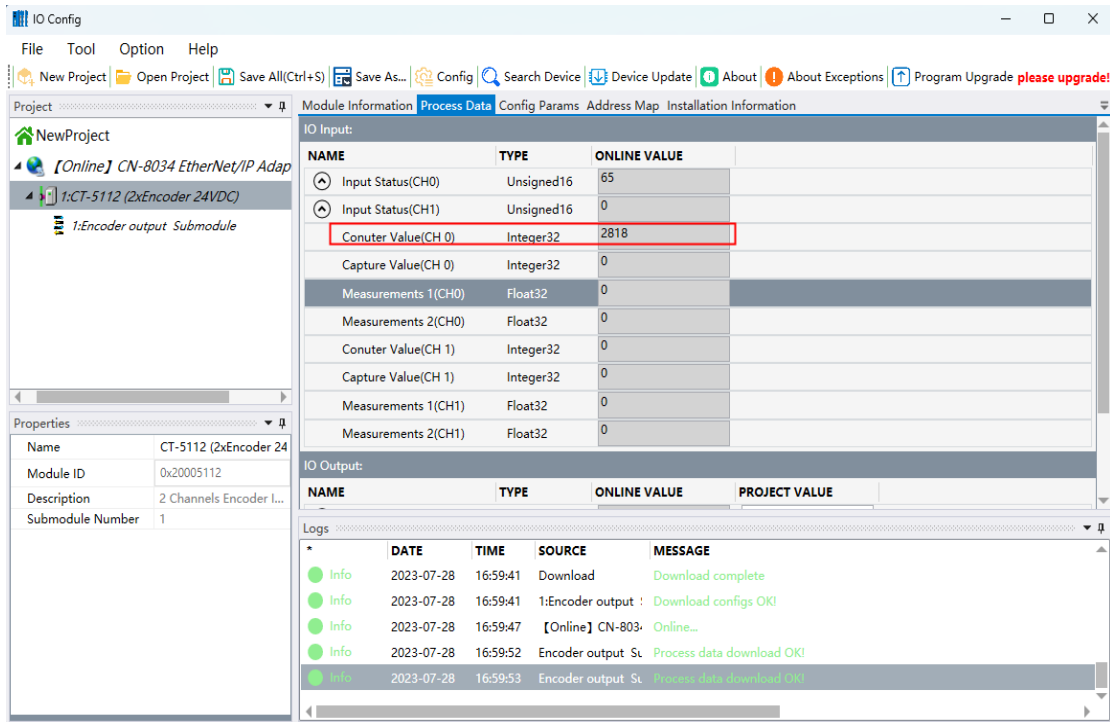 IO Config
File Tool Option Help
New Project Open Project Save All(Ctrl+S) Save As... Config Search Device Device Update About About Exceptions Program Upgrade please upgrade!
Project
NewProject
【Online】CN-8034 EtherNet/IP Adap
1:CT-5112 (2xEncoder 24VDC)
1:Encoder output Submodule
Properties
Name CT-5112 (2xEncoder 24
Module ID 0x20005112
Description 2 Channels Encoder I...
Submodule Number 1
Module Information Process Data Config Params Address Map Installation Information
IO Input:
NAME TYPE ONLINE VALUE
Input Status(CH0) Unsigned16 65
Input Status(CH1) Unsigned16 0
Conuter Value(CH 0) Integer32 2818
Capture Value(CH 0) Integer32 0
Measurements 1(CH0) Float32 0
Measurements 2(CH0) Float32 0
Conuter Value(CH 1) Integer32 0
Capture Value(CH 1) Integer32 0
Measurements 1(CH1) Float32 0
Measurements 2(CH1) Float32 0
IO Output:
NAME TYPE ONLINE VALUE PROJECT VALUE
Logs
* DATE TIME SOURCE MESSAGE
Info 2023-07-28 16:59:41 Download Download complete
Info 2023-07-28 16:59:41 1:Encoder output Download configs OK!
Info 2023-07-28 16:59:47 【Online】CN-803 Online...
Info 2023-07-28 16:59:52 Encoder output Su Process data download OK!
Info 2023-07-28 16:59:53 Encoder output Su Process data download OK!